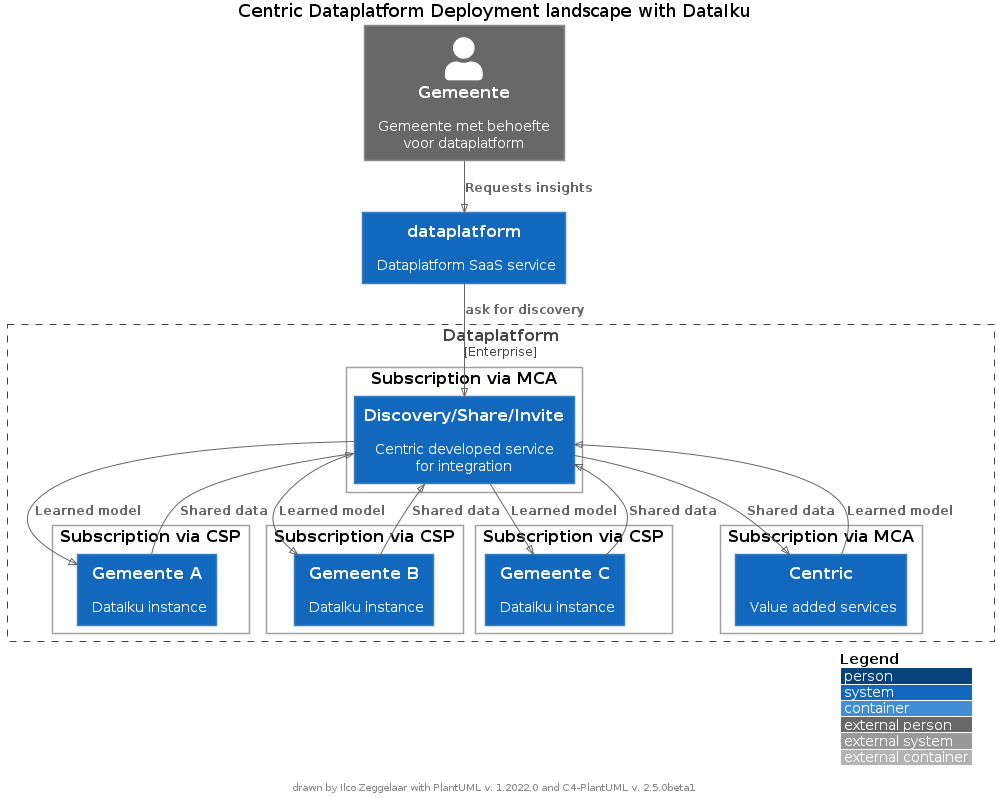 Centric Dataplatform Deployment landscape with DataIku
Gemeente
Gemeente met behoefte
voor dataplatform
Requests insights
dataplatform
Dataplatform SaaS service
ask for discovery
Dataplatform
[Enterprise]
Subscription via MCA
Discovery/Share/Invite
Centric developed service
for integration
Learned model
Shared data
Learned model
Shared data
Learned model
Shared data
Shared data
Learned model
Subscription via CSP
Subscription via CSP
Subscription via CSP
Subscription via MCA
Gemeente A
Gemeente B
Gemeente C
Centric
DataIku instance
DataIku instance
DataIku instance
Value added services
Legend
person
system
container
external person
external system
external container
drawn by Ilco Zeggelaar with PlantUML v. 1.2022.0 and C4-PlantUML v. 2.5.0beta1